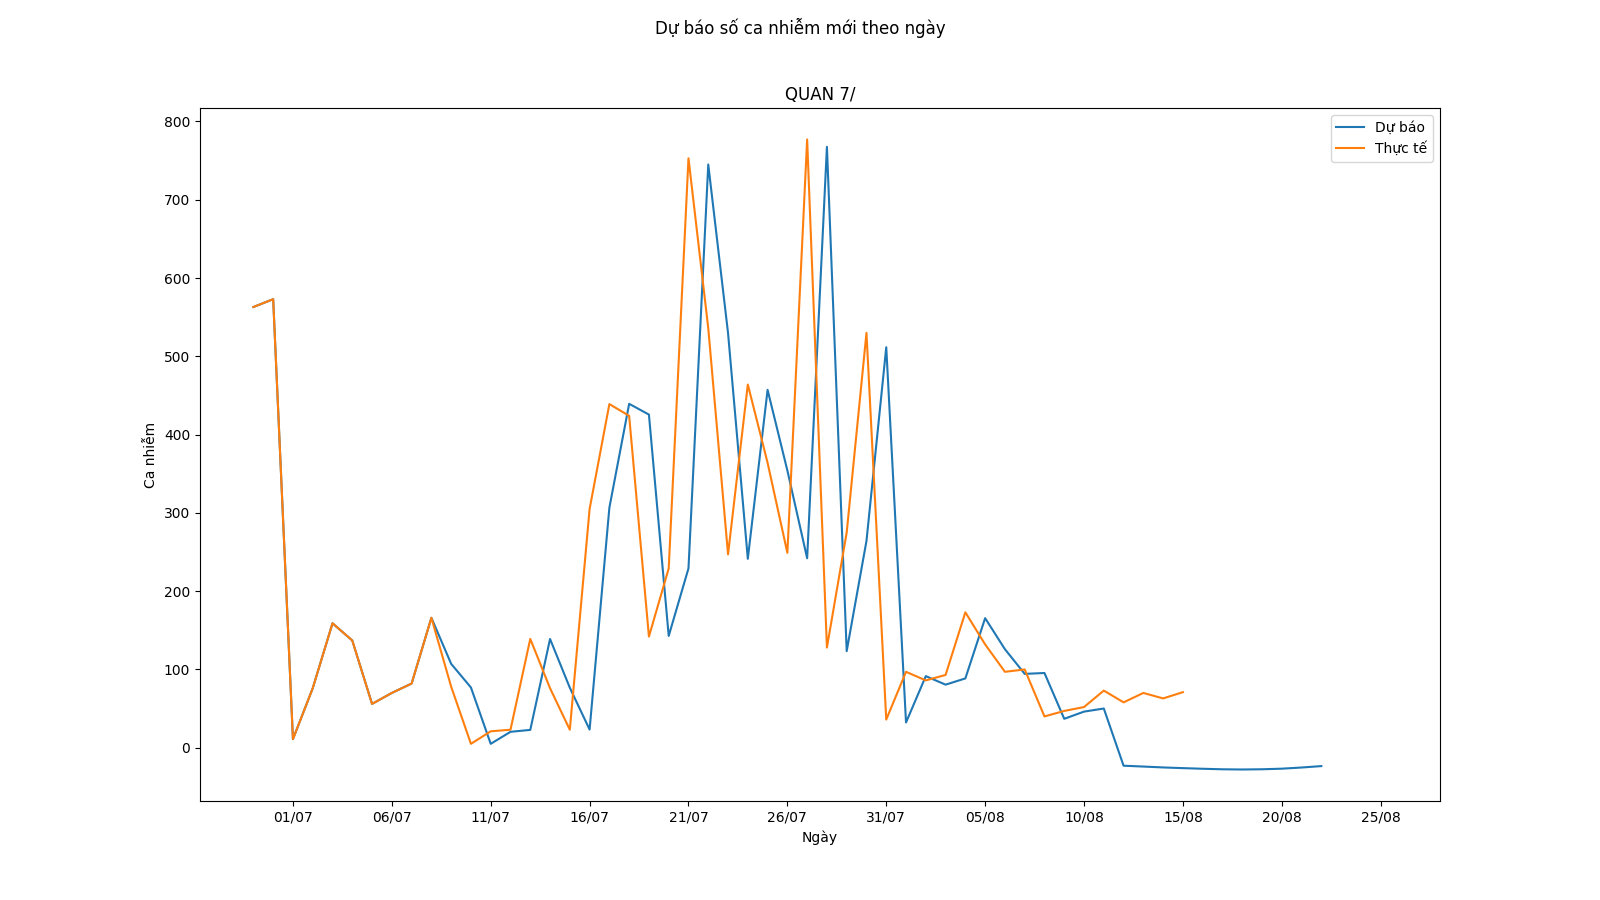 Dự báo số ca nhiễm mới theo ngày
QUAN 7/
Dự báo
Thực tế
Ca nhiễm
800
700
600
500
400
300
200
100
0
01/07 06/07 11/07 16/07 21/07 26/07 31/07 05/08 10/08 15/08 20/08 25/08
Ngày